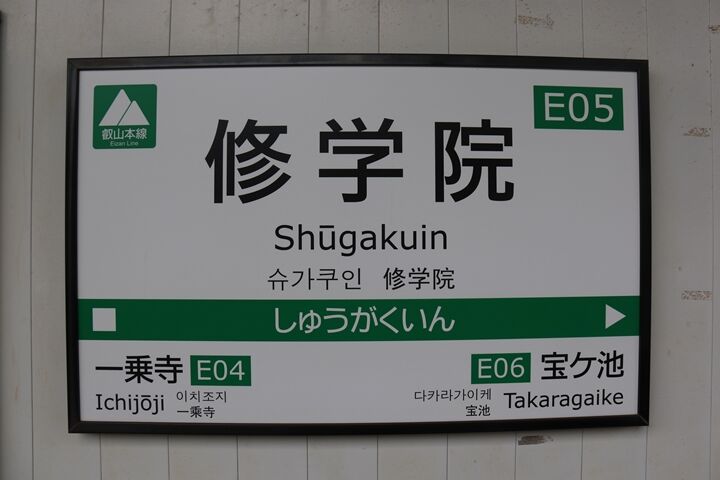 叡山本線
Eizan Line
E05
修学院
Shūgakuin
슈가쿠인 修学院
しゅうがくいん
一乗寺 E04
Ichijōji 이치조지
一乗寺
E06 宝ケ池
다카라가이케 Takaragaike
宝池